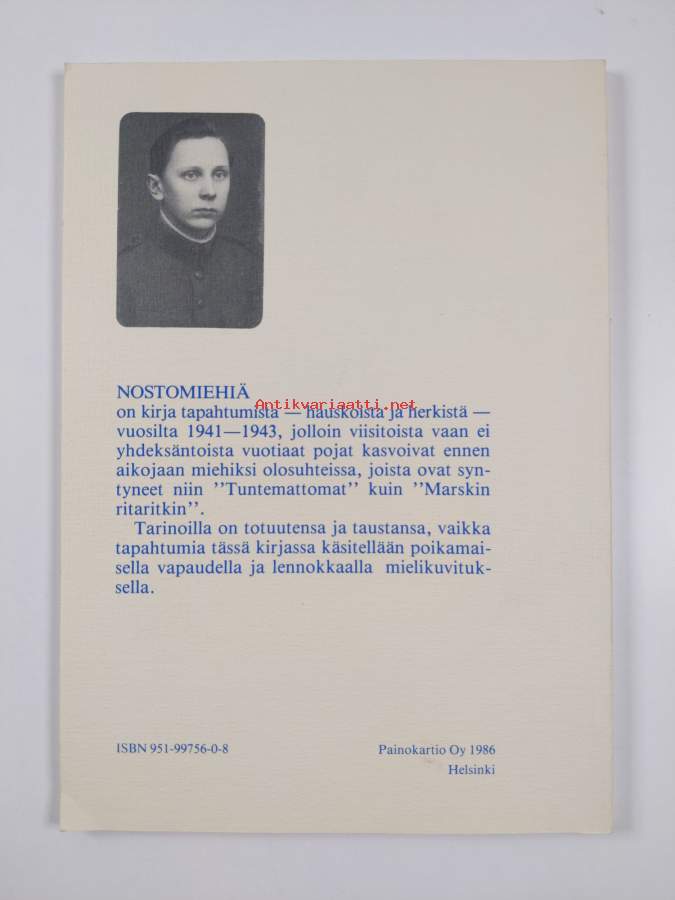 NOSTOMIEHIÄ
Antikvariaatti.net
on kirja tapahtumista — hauskoista ja herkistä —
vuosilta 1941—1943, jolloin viisitoista vaan ei
yhdeksäntoista vuotiaat pojat kasvoivat ennen
aikojaan miehiksi olosuhteissa, joista ovat syn-
tyneet niin ”Tuntemattomat” kuin ”Marskin
ritaritkin”.
Tarinoilla on totuutensa ja taustansa, vaikka
tapahtumia tässä kirjassa käsitellään poikamai-
sella vapaudella ja lennokkaalla mielikuvituk-
sella.
ISBN 951-99756-0-8
Painokartio Oy 1986
Helsinki